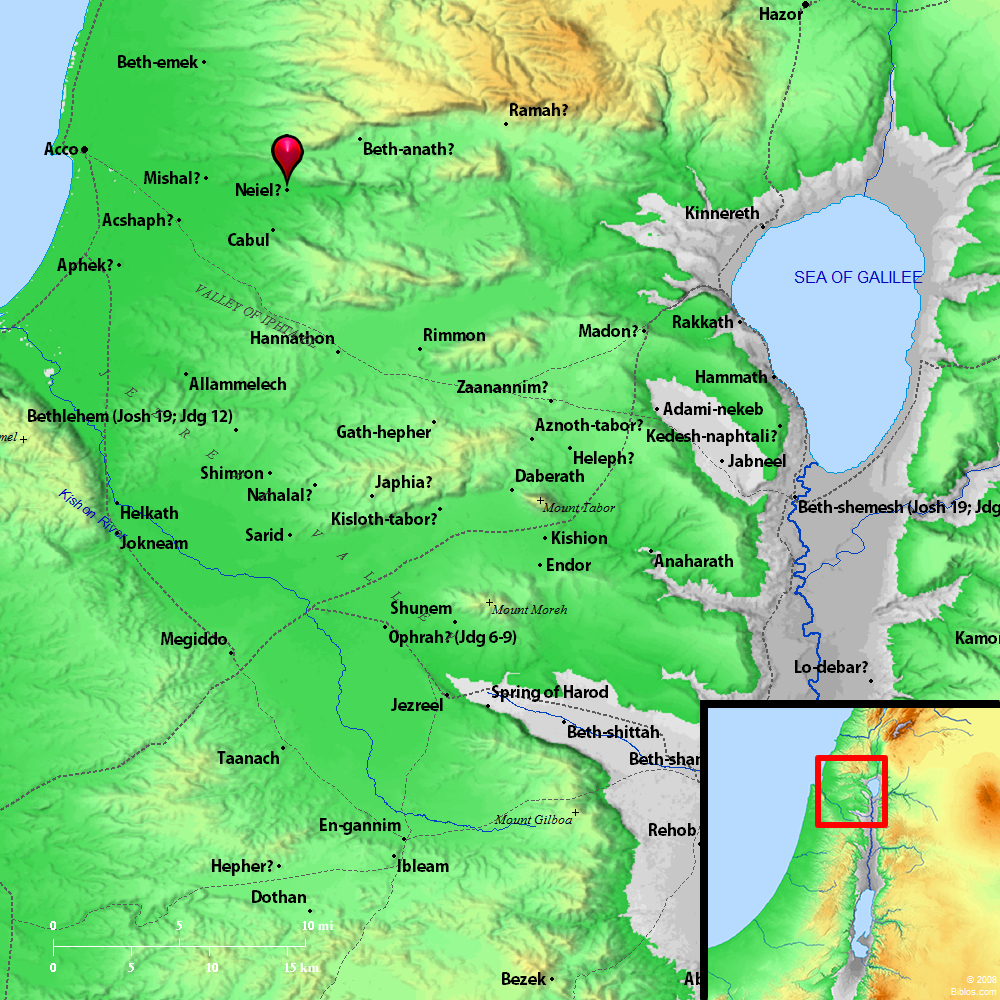 Hazor
Beth-emek
Ramah?
Acco
Beth-anath?
Mishal?
Neiel?
Acshaph?
Kinnereth
Cabul
Aphek?
SEA OF GALILEE
VALLEY OF IPHTAHEL
Rakkath
Madon?
Hannathon
Rimmon
Hammath
Allammelech
Zaanannim?
JEZREEL VALLEY
Adami-nekeb
Bethlehem (Josh 19; Jdg 12)
Gath-hepher
Aznoth-tabor?
Kedesh-naphtali?
mel
Heleph?
Jabneel
Shimron
Nahalal?
Japhia?
Daberath
Kishon River
Helkath
Kisloth-tabor?
Mount Tabor
Beth-shemesh (Josh 19; Jdg
Jokneam
Sarid
Kishion
Endor
Anaharath
Shunem
Mount Moreh
Ophrah? (Jdg 6-9)
Megiddo
Kamo
Lo-debar?
Jezreel
Spring of Harod
Beth-shittah
Taanach
Beth-shan
En-gannim
Mount Gilboa
Rehob
Hepher?
Ibleam
Dothan
0 5 10 mi
0 5 10 15 km
Bezek
Ab
© 2008
Biblos.com